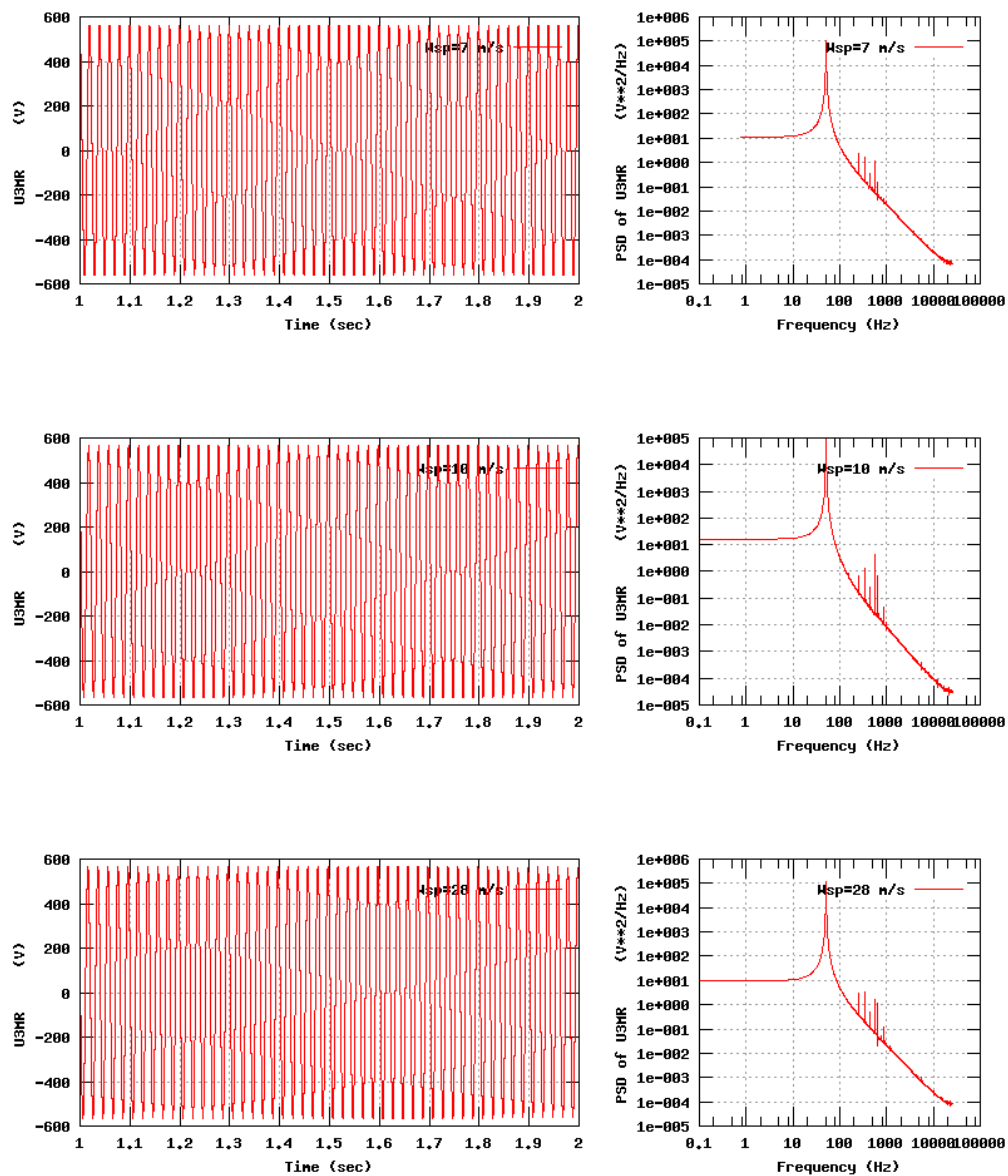 600
400
200
0
-200
-400
-600
U3MR (V)
Wsp=7 m/s
1 1.1 1.2 1.3 1.4 1.5 1.6 1.7 1.8 1.9 2
Time (sec)
1e+006
1e+005
1e+004
1e+003
1e+002
1e+001
1e+000
1e-001
1e-002
1e-003
1e-004
1e-005
PSD of U3MR (V**2/Hz)
Wsp=7 m/s
0.1 1 10 100 1000 10000 100000
Frequency (Hz)
600
400
200
0
-200
-400
-600
U3MR (V)
Wsp=10 m/s
1 1.1 1.2 1.3 1.4 1.5 1.6 1.7 1.8 1.9 2
Time (sec)
1e+005
1e+004
1e+003
1e+002
1e+001
1e+000
1e-001
1e-002
1e-003
1e-004
1e-005
PSD of U3MR (V**2/Hz)
Wsp=10 m/s
0.1 1 10 100 1000 10000 100000
Frequency (Hz)
600
400
200
0
-200
-400
-600
U3MR (V)
Wsp=28 m/s
1 1.1 1.2 1.3 1.4 1.5 1.6 1.7 1.8 1.9 2
Time (sec)
1e+006
1e+005
1e+004
1e+003
1e+002
1e+001
1e+000
1e-001
1e-002
1e-003
1e-004
1e-005
PSD of U3MR (V**2/Hz)
Wsp=28 m/s
0.1 1 10 100 1000 10000 100000
Frequency (Hz)